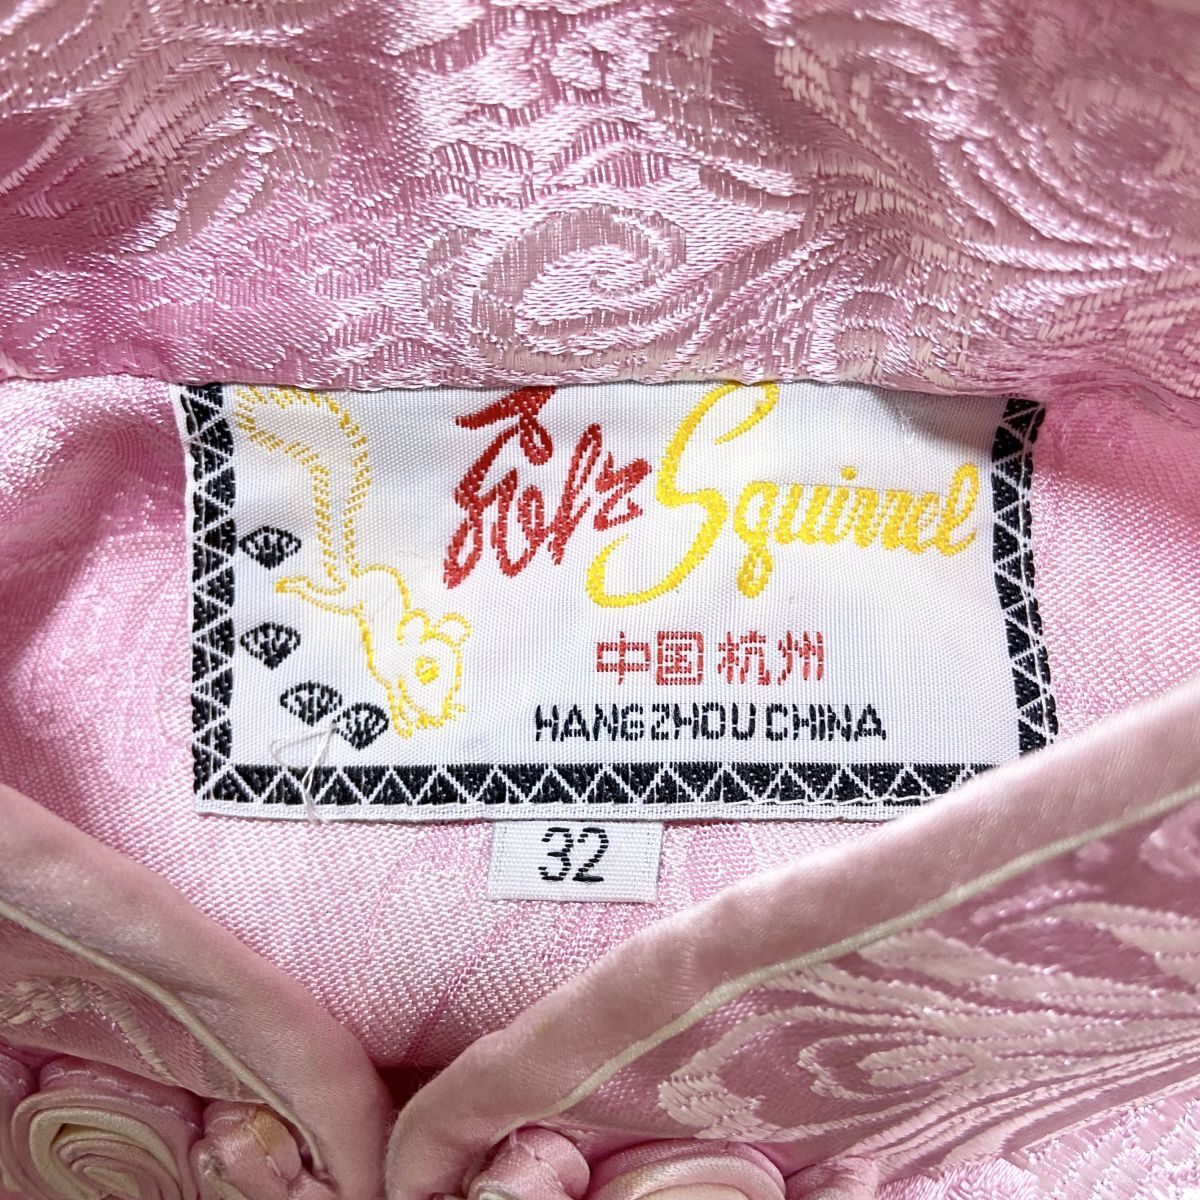 Squirrel
中国杭州
HANGZHOU CHINA
32